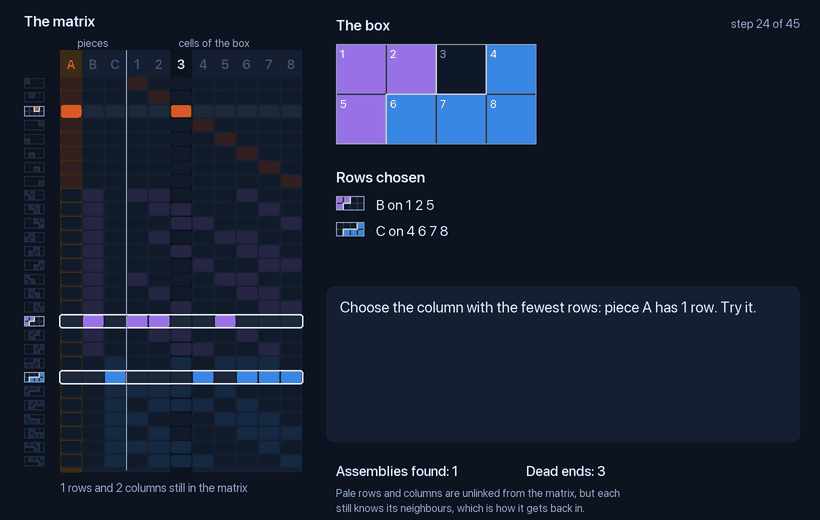 The matrix
pieces
cells of the box
A B C 1 2 3 4 5 6 7 8
1 rows and 2 columns still in the matrix
The box
step 24 of 45
1 2 3 4
5 6 7 8
Rows chosen
B on 1 2 5
C on 4 6 7 8
Choose the column with the fewest rows: piece A has 1 row. Try it.
Assemblies found: 1
Dead ends: 3
Pale rows and columns are unlinked from the matrix, but each
still knows its neighbours, which is how it gets back in.